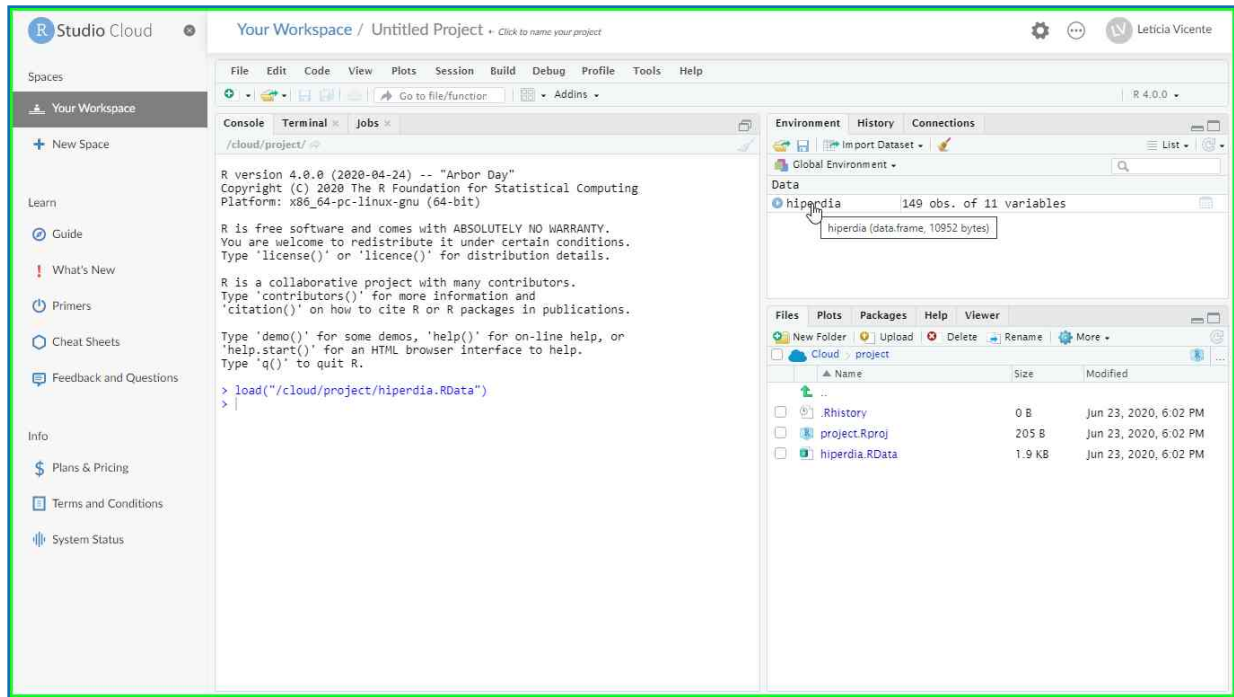 R Studio Cloud
Your Workspace / Untitled Project ← Click to name your project
LV Letícia Vicente
Spaces
Your Workspace
New Space
Learn
Guide
What's New
Primers
Cheat Sheets
Feedback and Questions
Info
Plans & Pricing
Terms and Conditions
System Status
File Edit Code View Plots Session Build Debug Profile Tools Help
Go to file/function Addins
R 4.0.0
Console Terminal Jobs
/cloud/project/
R version 4.0.0 (2020-04-24) -- "Arbor Day"
Copyright (C) 2020 The R Foundation for Statistical Computing
Platform: x86_64-pc-linux-gnu (64-bit)
R is free software and comes with ABSOLUTELY NO WARRANTY.
You are welcome to redistribute it under certain conditions.
Type 'license()' or 'licence()' for distribution details.
R is a collaborative project with many contributors.
Type 'contributors()' for more information and
'citation()' on how to cite R or R packages in publications.
Type 'demo()' for some demos, 'help()' for on-line help, or
'help.start()' for an HTML browser interface to help.
Type 'q()' to quit R.
> load("/cloud/project/hiperdia.RData")
>
Environment History Connections
Import Dataset List
Global Environment
Data
hiperdia 149 obs. of 11 variables
hiperdia (data.frame, 10952 bytes)
Files Plots Packages Help Viewer
New Folder Upload Delete Rename More
Cloud > project
Name Size Modified
..
.Rhistory 0 B Jun 23, 2020, 6:02 PM
project.Rproj 205 B Jun 23, 2020, 6:02 PM
hiperdia.RData 1.9 KB Jun 23, 2020, 6:02 PM